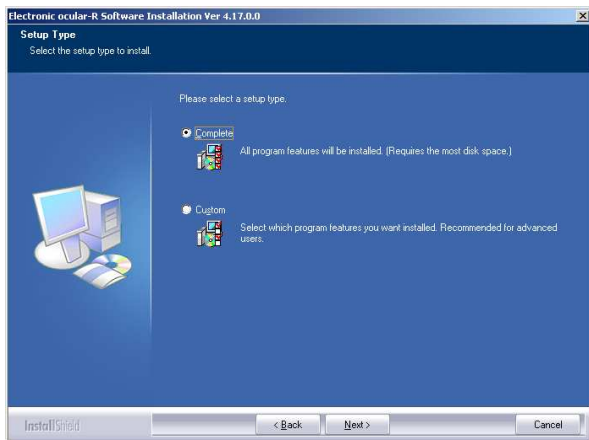 Electronic ocular-R Software Installation Ver 4.17.0.0
Setup Type
Select the setup type to install.
Please select a setup type.
Complete
All program features will be installed. (Requires the most disk space.)
Custom
Select which program features you want installed. Recommended for advanced
users.
InstallShield
< Back
Next >
Cancel